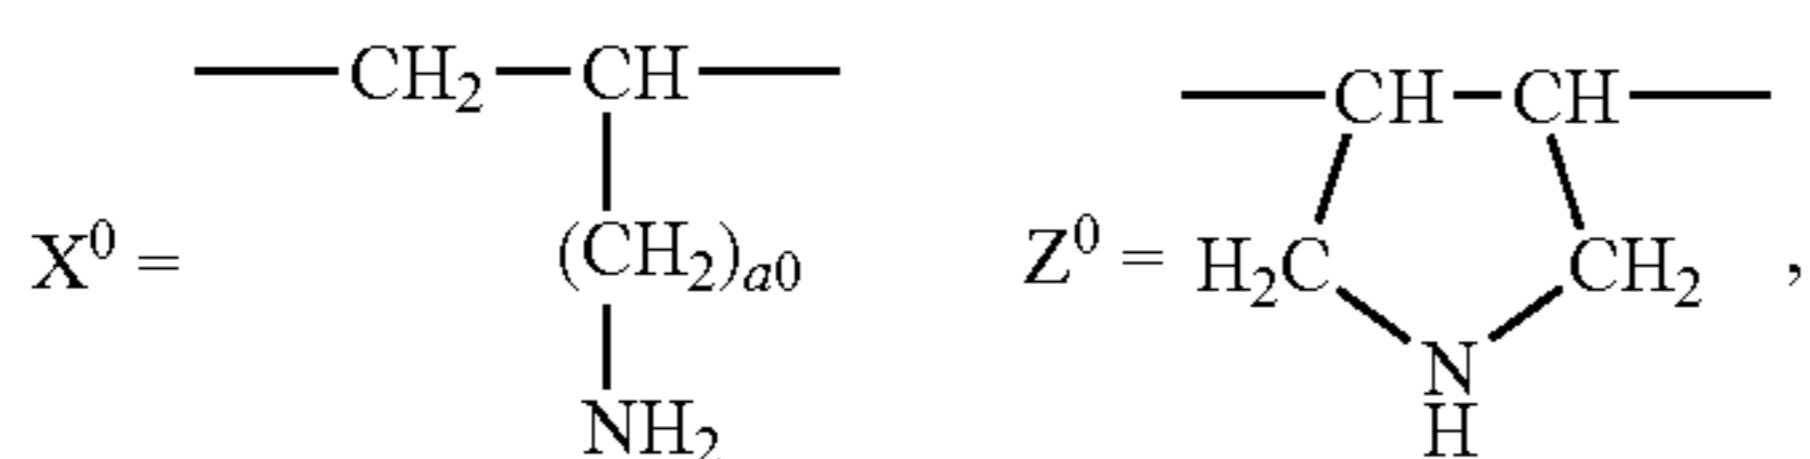 —CH₂—CH—
—CH—CH—
X⁰ =
(CH₂)ₐ₀
Z⁰ =
H₂C
CH₂ ,
NH₂
N
H